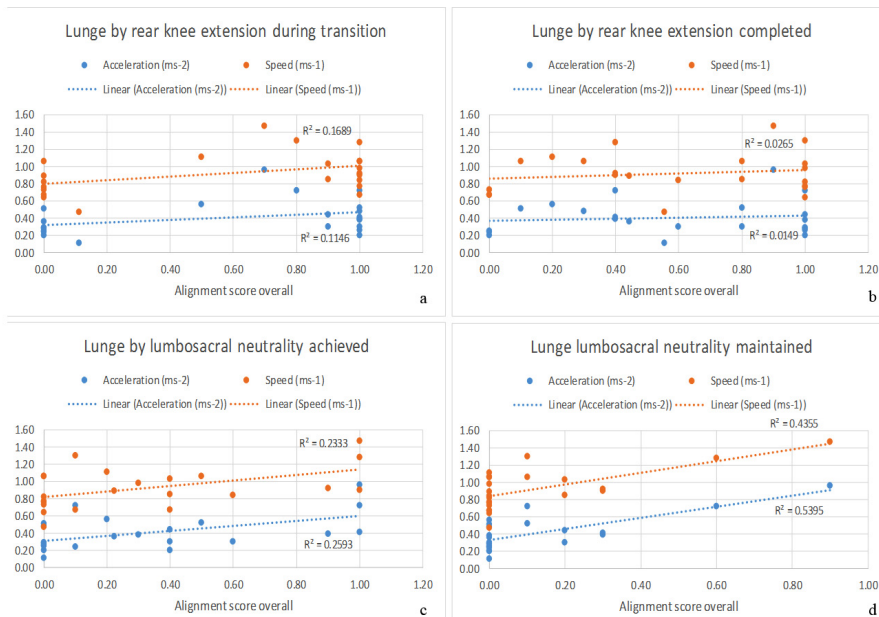 Lunge by rear knee extension during transition
Acceleration (ms-2)
Speed (ms-1)
Linear (Acceleration (ms-2))
Linear (Speed (ms-1))
1.60
1.40
1.20
1.00
0.80
0.60
0.40
0.20
0.00
R² = 0.1689
R² = 0.1146
0.00 0.20 0.40 0.60 0.80 1.00 1.20
Alignment score overall
a
Lunge by rear knee extension completed
Acceleration (ms-2)
Speed (ms-1)
Linear (Acceleration (ms-2))
Linear (Speed (ms-1))
1.60
1.40
1.20
1.00
0.80
0.60
0.40
0.20
0.00
R² = 0.0265
R² = 0.0149
0.00 0.20 0.40 0.60 0.80 1.00 1.20
Alignment score overall
b
Lunge by lumbosacral neutrality achieved
Acceleration (ms-2)
Speed (ms-1)
Linear (Acceleration (ms-2))
Linear (Speed (ms-1))
1.60
1.40
1.20
1.00
0.80
0.60
0.40
0.20
0.00
R² = 0.2333
R² = 0.2593
0.00 0.20 0.40 0.60 0.80 1.00 1.20
Alignment score overall
c
Lunge lumbosacral neutrality maintained
Acceleration (ms-2)
Speed (ms-1)
Linear (Acceleration (ms-2))
Linear (Speed (ms-1))
R² = 0.4355
1.60
1.40
1.20
1.00
0.80
0.60
0.40
0.20
0.00
R² = 0.5395
0.00 0.20 0.40 0.60 0.80 1.00
Alignment score overall
d